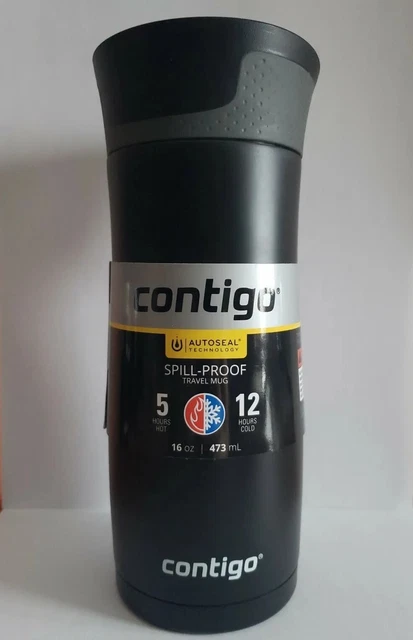 contigo®
AUTOSEAL®
TECHNOLOGY
SPILL-PROOF
TRAVEL MUG
5 12
HOURS HOURS
HOT COLD
16 oz | 473 mL
contigo®